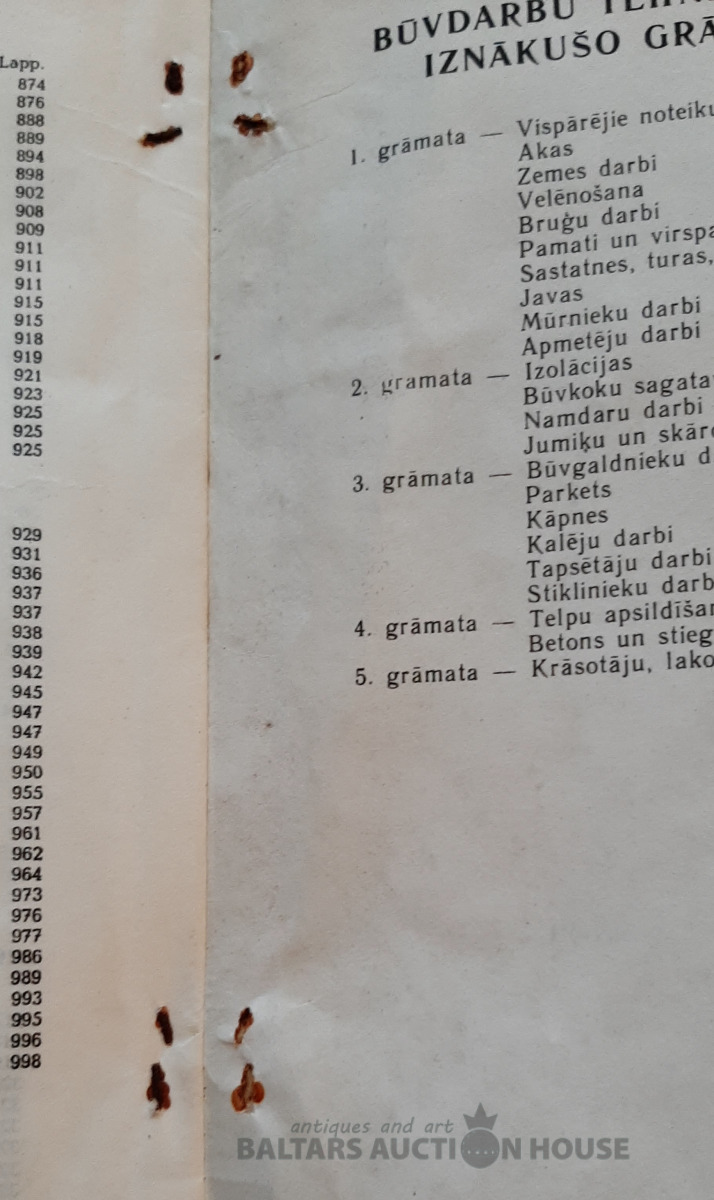 Lapp.
874
876
888
889
894
898
902
908
909
911
911
911
915
915
918
919
921
923
925
925
925
929
931
936
937
937
938
939
942
945
947
947
949
950
955
957
961
962
964
973
976
977
986
989
993
995
996
998
BŪVDARBU
IZNĀKUŠO GRĀ
1. grāmata — Vispārējie noteiku
Akas
Zemes darbi
Velēnošana
Bruģu darbi
Pamati un virspa
Sastatnes, turas,
Javas
Mūrnieku darbi
Apmetēju darbi
2. gramata — Izolācijas
Būvkoku sagata
Namdaru darbi
Jumiķu un skārd
3. grāmata — Būvgaldnieku d
Parkets
Kāpnes
Kalēju darbi
Tapsētāju darbi
Stiklinieku darb
4. grāmata — Telpu apsildīšan
Betons un stieg
5. grāmata — Krāsotāju, lako
antiques and art
BALTARS AUCTION HOUSE